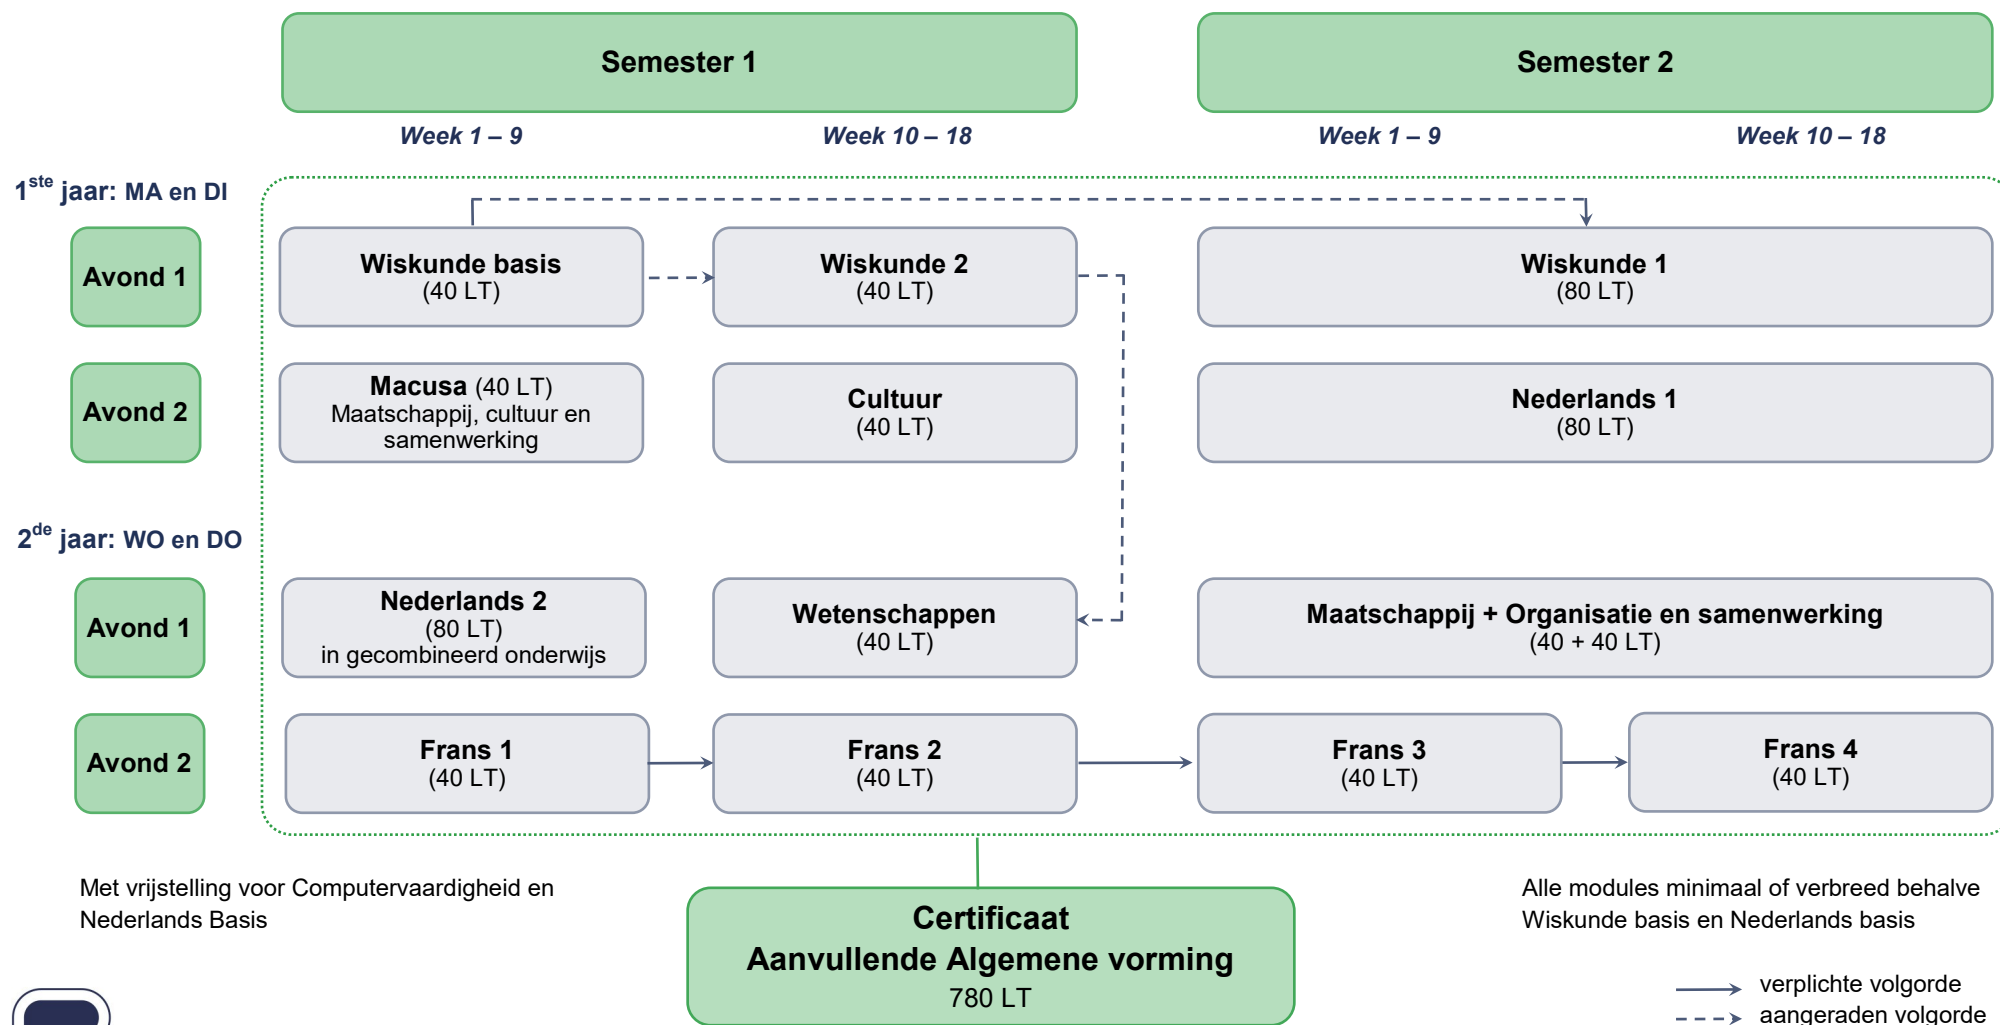 Semester 1
Semester 2
Week 1 – 9
Week 10 – 18
Week 1 – 9
Week 10 – 18
1ste jaar: MA en DI
Avond 1
Wiskunde basis
(40 LT)
Wiskunde 2
(40 LT)
Wiskunde 1
(80 LT)
Avond 2
Macusa (40 LT)
Maatschappij, cultuur en
samenwerking
Cultuur
(40 LT)
Nederlands 1
(80 LT)
2de jaar: WO en DO
Avond 1
Nederlands 2
(80 LT)
in gecombineerd onderwijs
Wetenschappen
(40 LT)
Maatschappij + Organisatie en samenwerking
(40 + 40 LT)
Avond 2
Frans 1
(40 LT)
Frans 2
(40 LT)
Frans 3
(40 LT)
Frans 4
(40 LT)
Met vrijstelling voor Computervaardigheid en
Nederlands Basis
Certificaat
Aanvullende Algemene vorming
780 LT
Alle modules minimaal of verbreed behalve
Wiskunde basis en Nederlands basis
verplichte volgorde
aangeraden volgorde